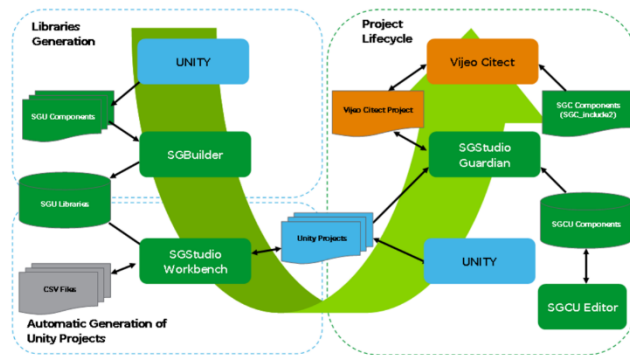 Libraries
Generation
UNITY
SGU Components
SGBuilder
SGU Libraries
SGStudio
Workbench
CSV Files
Automatic Generation of
Unity Projects
Unity Projects
Project
Lifecycle
Vijeo Citect
Vijeo Citect Project
SGC Components
(SGC_include2)
SGStudio
Guardian
SGCU Components
UNITY
SGCU Editor